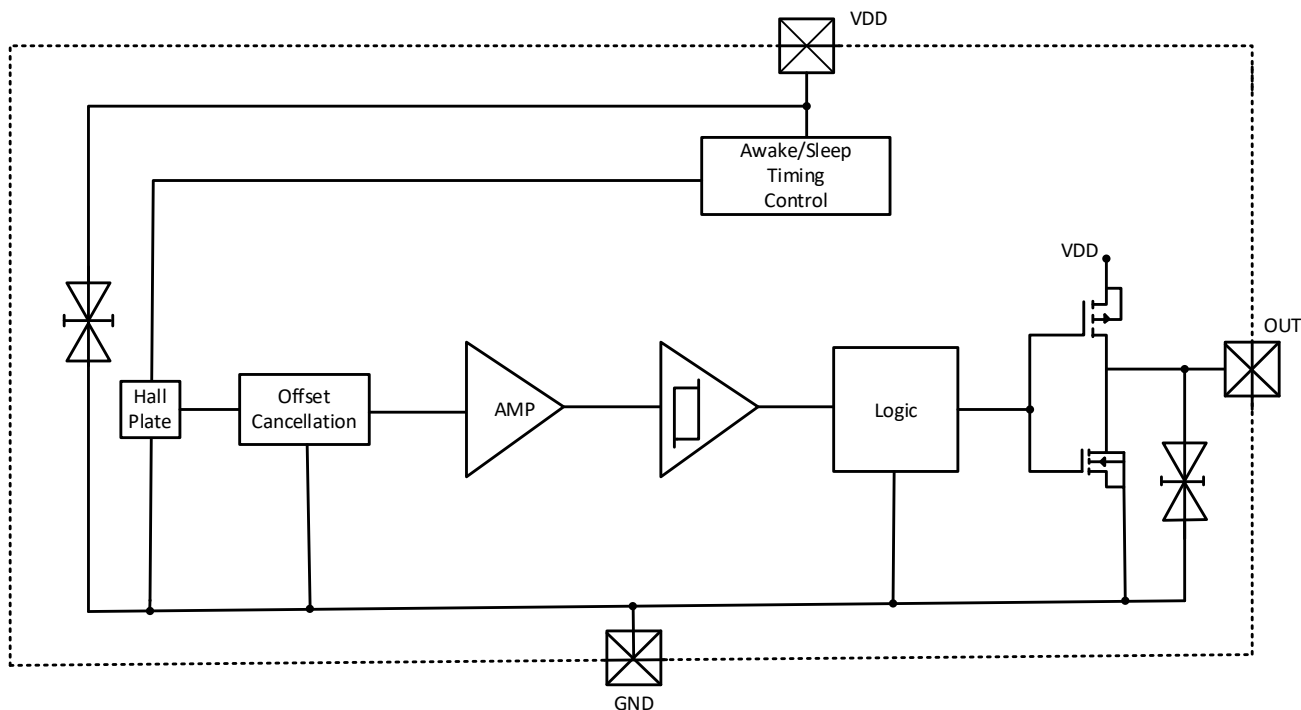 VDD
Awake/Sleep
Timing
Control
VDD
OUT
Hall
Plate
Offset
Cancellation
AMP
Logic
GND